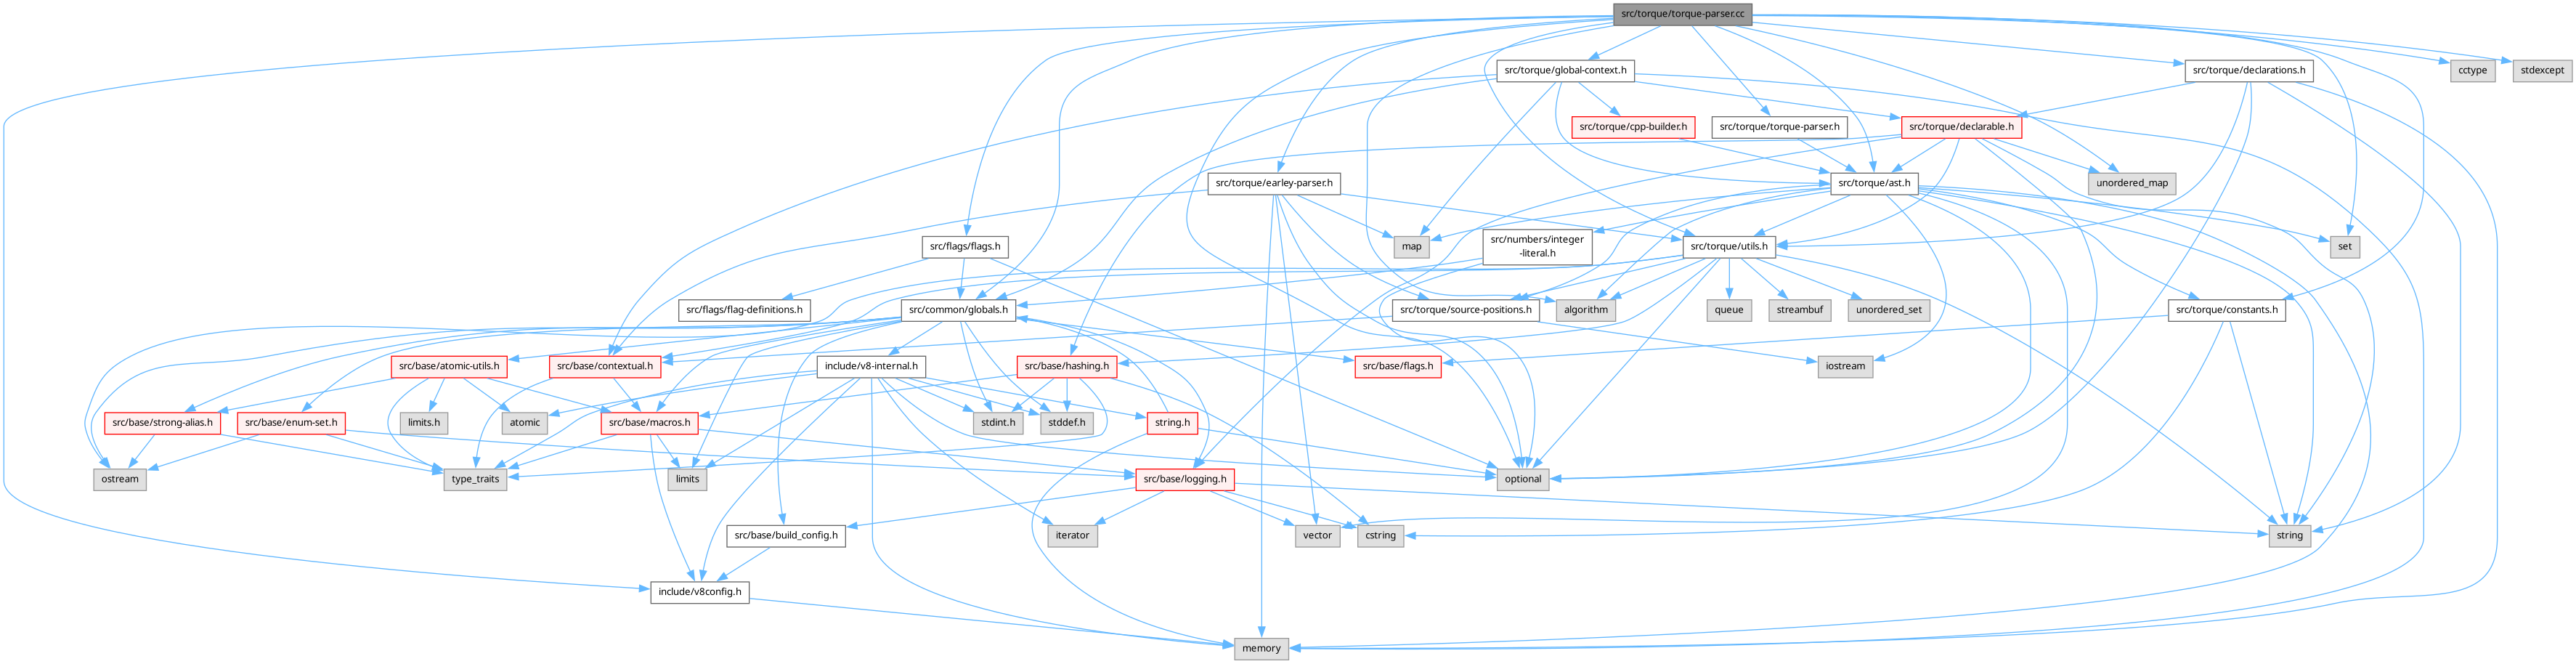 src/torque/torque-parser.cc
src/torque/global-context.h
src/torque/declarations.h
cctype
stdexcept
src/torque/cpp-builder.h
src/torque/torque-parser.h
src/torque/declarable.h
src/torque/earley-parser.h
src/torque/ast.h
unordered_map
src/flags/flags.h
map
src/numbers/integer
-literal.h
src/torque/utils.h
set
src/flags/flag-definitions.h
src/common/globals.h
src/torque/source-positions.h
algorithm
queue
streambuf
unordered_set
src/torque/constants.h
src/base/atomic-utils.h
src/base/contextual.h
include/v8-internal.h
src/base/hashing.h
src/base/flags.h
iostream
src/base/strong-alias.h
src/base/enum-set.h
limits.h
atomic
src/base/macros.h
stdint.h
stddef.h
string.h
ostream
type_traits
limits
src/base/logging.h
optional
src/base/build_config.h
iterator
vector
cstring
string
include/v8config.h
memory